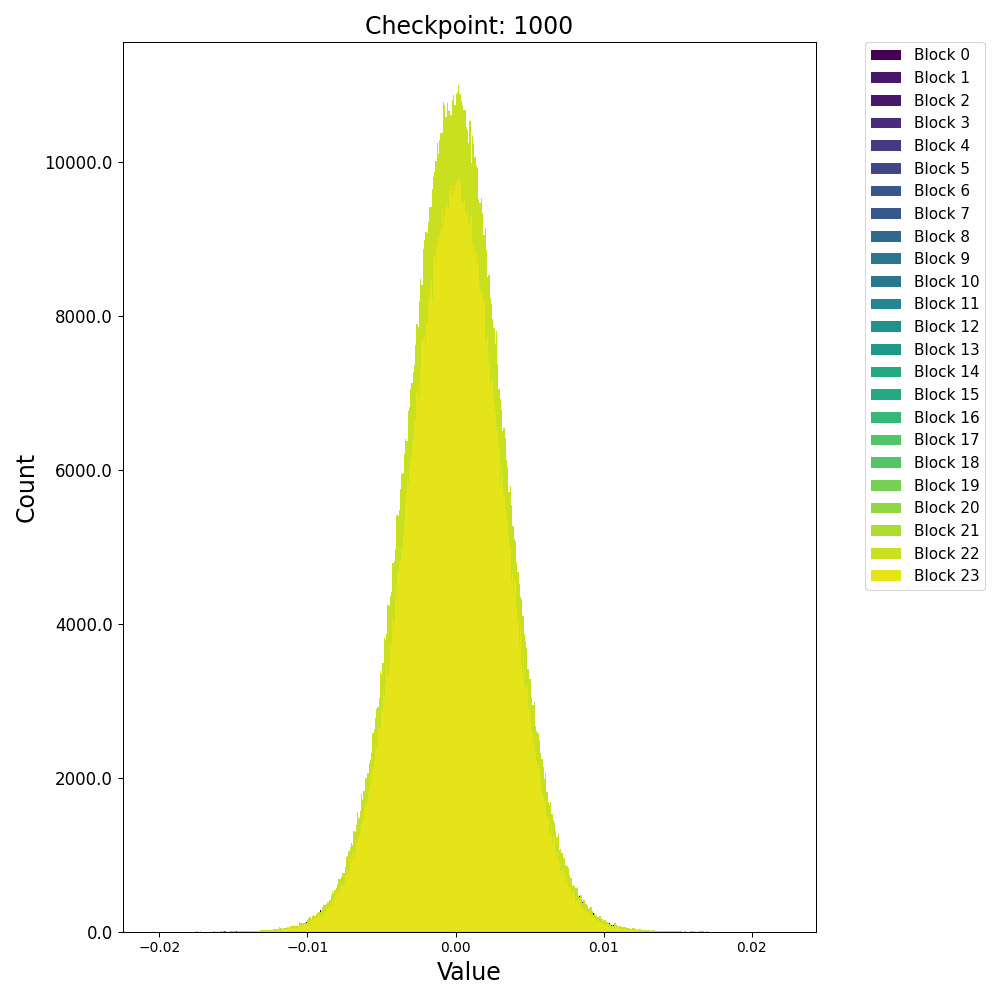 Checkpoint: 1000
Count
10000.0
8000.0
6000.0
4000.0
2000.0
0.0
−0.02 −0.01 0.00 0.01 0.02
Value
Block 0
Block 1
Block 2
Block 3
Block 4
Block 5
Block 6
Block 7
Block 8
Block 9
Block 10
Block 11
Block 12
Block 13
Block 14
Block 15
Block 16
Block 17
Block 18
Block 19
Block 20
Block 21
Block 22
Block 23